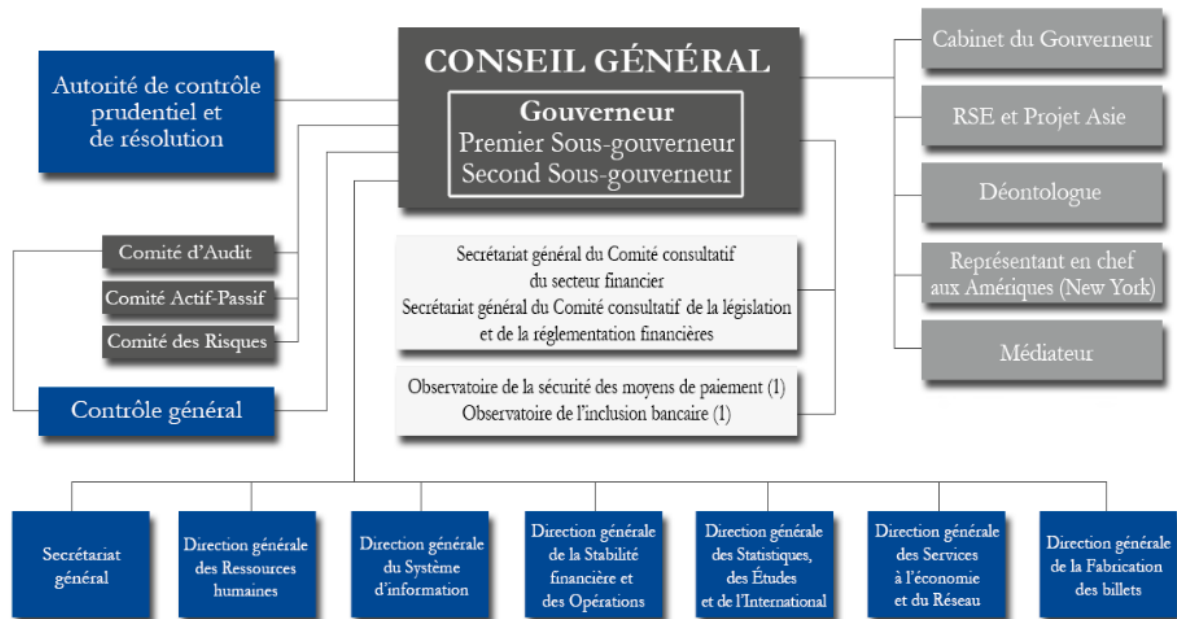 CONSEIL GÉNÉRAL
Gouverneur
Premier Sous-gouverneur
Second Sous-gouverneur
Autorité de contrôle
prudentiel et
de résolution
Comité d'Audit
Comité Actif-Passif
Comité des Risques
Contrôle général
Secrétariat général du Comité consultatif
du secteur financier
Secrétariat général du Comité consultatif de la législation
et de la réglementation financières
Observatoire de la sécurité des moyens de paiement (1)
Observatoire de l'inclusion bancaire (1)
Cabinet du Gouverneur
RSE et Projet Asie
Déontologue
Représentant en chef
aux Amériques (New York)
Médiateur
Secrétariat
général
Direction générale
des Ressources
humaines
Direction générale
du Système
d'information
Direction générale
de la Stabilité
financière et
des Opérations
Direction générale
des Statistiques,
des Études
et de l'International
Direction générale
des Services
à l'économie
et du Réseau
Direction générale
de la Fabrication
des billets